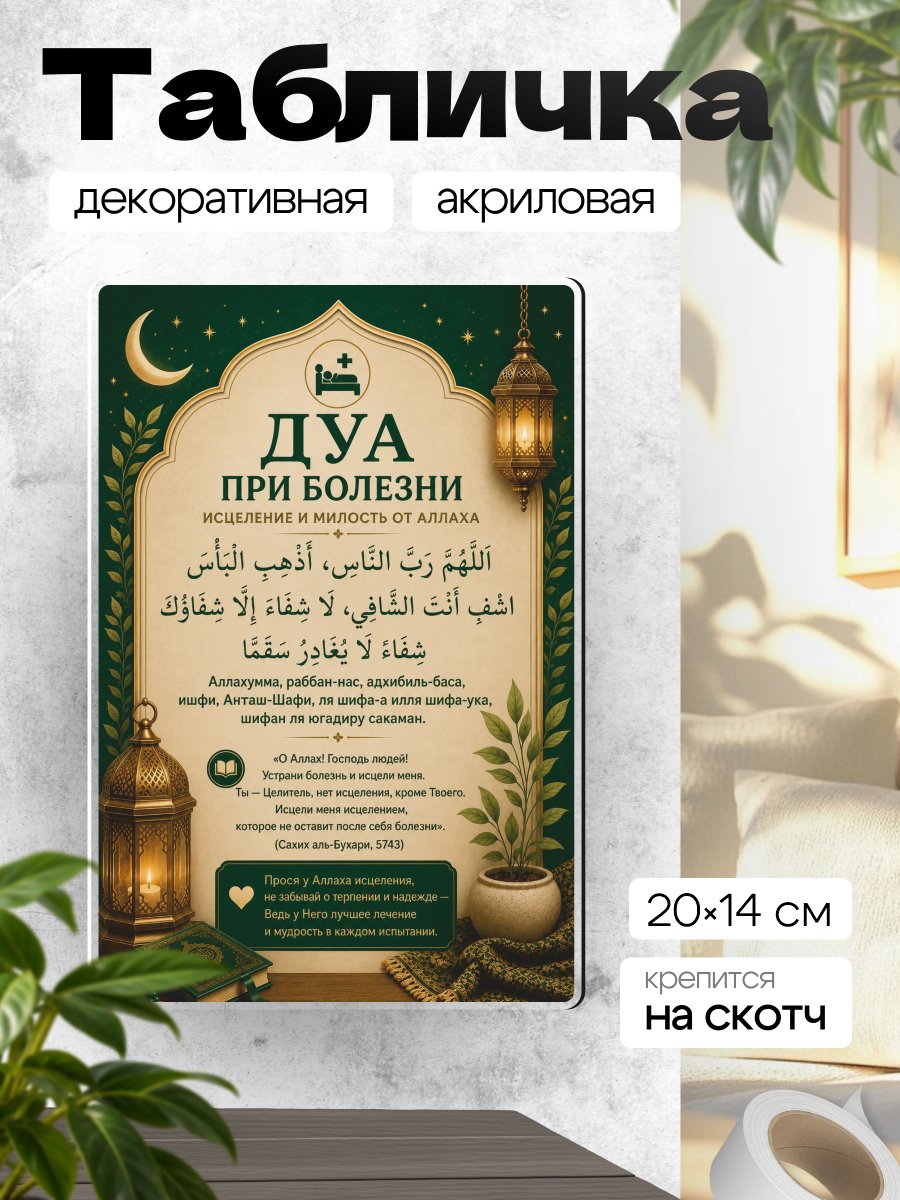 Табличка
декоративная
акриловая
ДУА
ПРИ БОЛЕЗНИ
ИСЦЕЛЕНИЕ И МИЛОСТЬ ОТ АЛЛАХА
اَللَّهُمَّ رَبَّ النَّاسِ، أَذْهِبِ الْبَأْسَ
اشْفِ أَنْتَ الشَّافِي، لَا شِفَاءَ إِلَّا شِفَاؤُكَ
شِفَاءً لَا يُغَادِرُ سَقَمًا
Аллахумма, раббан-нас, адхибиль-баса,
ишфи, Анташ-Шафи, ля шифа-а илля шифа-ука,
шифан ля югадиру сакаман.
«О Аллах! Господь людей!
Устрани болезнь и исцели меня.
Ты — Целитель, нет исцеления, кроме Твоего.
Исцели меня исцелением,
которое не оставит после себя болезни».
(Сахих аль-Бухари, 5743)
Прося у Аллаха исцеления,
не забывай о терпении и надежде —
Ведь у Него лучшее лечение
и мудрость в каждом испытании.
20×14 см
крепится
на скотч